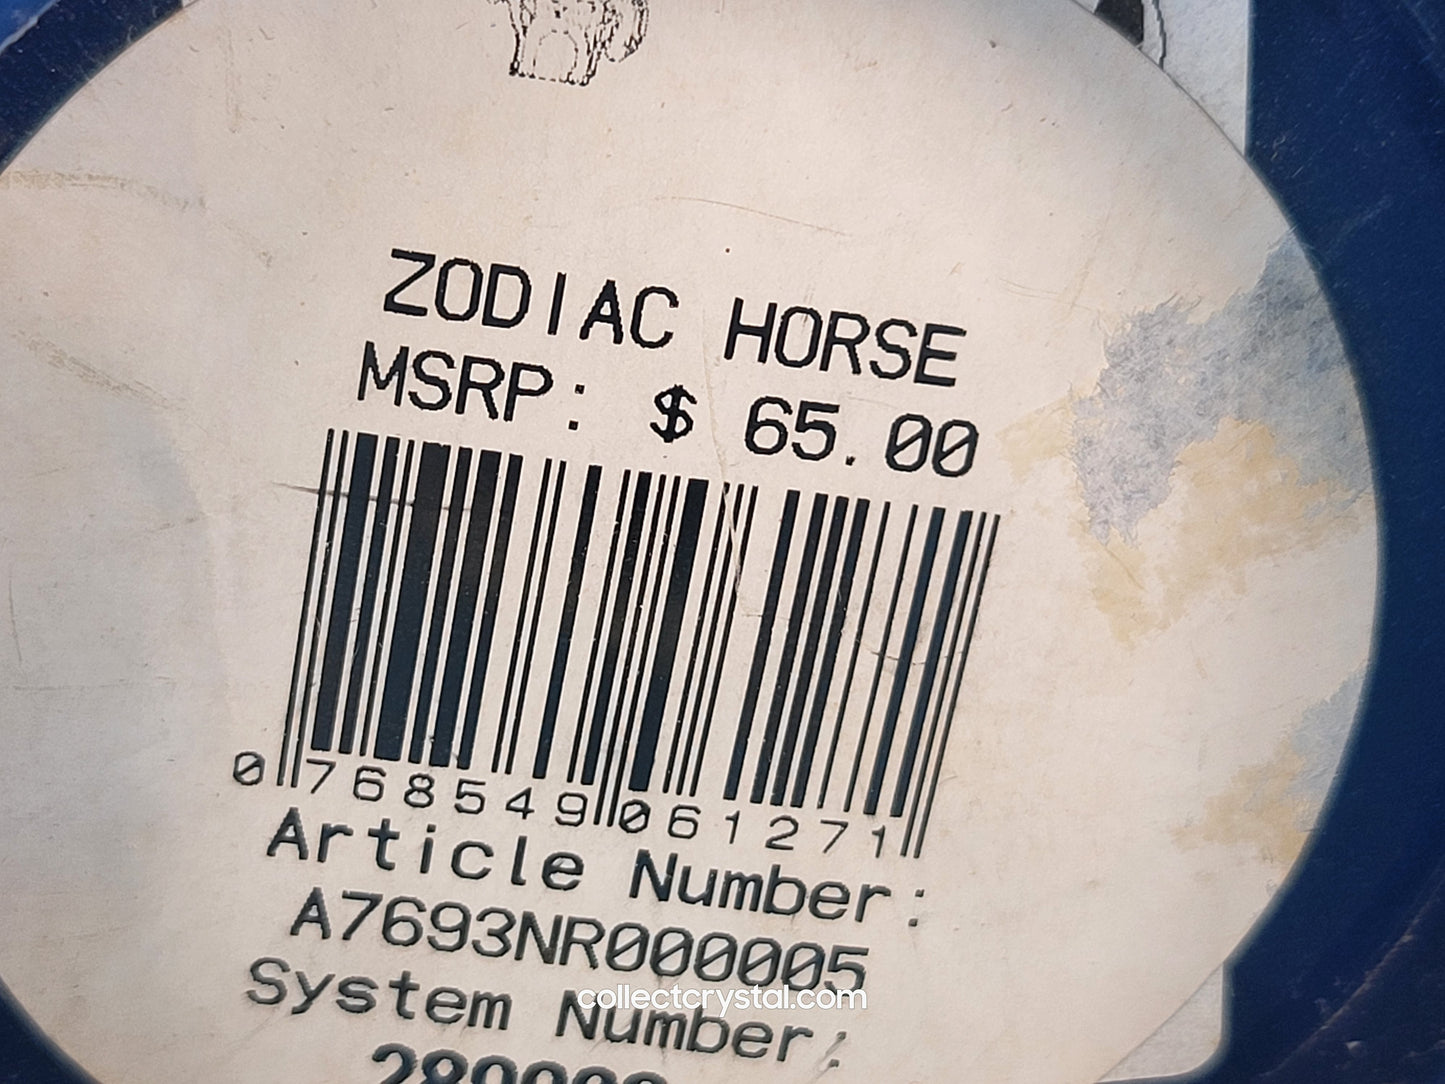 ZODIAC HORSE
MSRP: $ 65.00
0 768549 061271
Article Number:
A7693NR000005
System Number:
collectcrystal.com